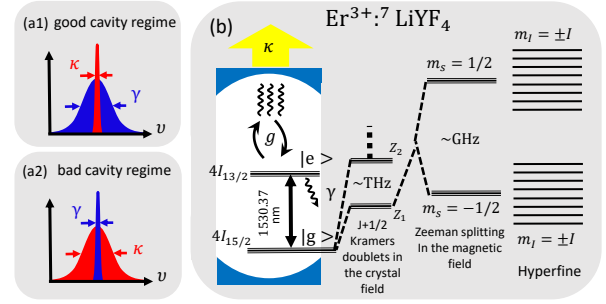 (a1) good cavity regime
κ
γ
υ
(a2) bad cavity regime
γ
κ
υ
(b)
Er³⁺:⁷ LiYF₄
κ
g
|e >
4I₁₃/₂
γ
1530.37
nm
4I₁₅/₂
|g >
Z₂
~THz
Z₁
J+1/2
Kramers
doublets in
the crystal
field
mₛ = 1/2
~GHz
mₛ = −1/2
Zeeman splitting
In the magnetic
field
m_I = ±I
m_I = ±I
Hyperfine